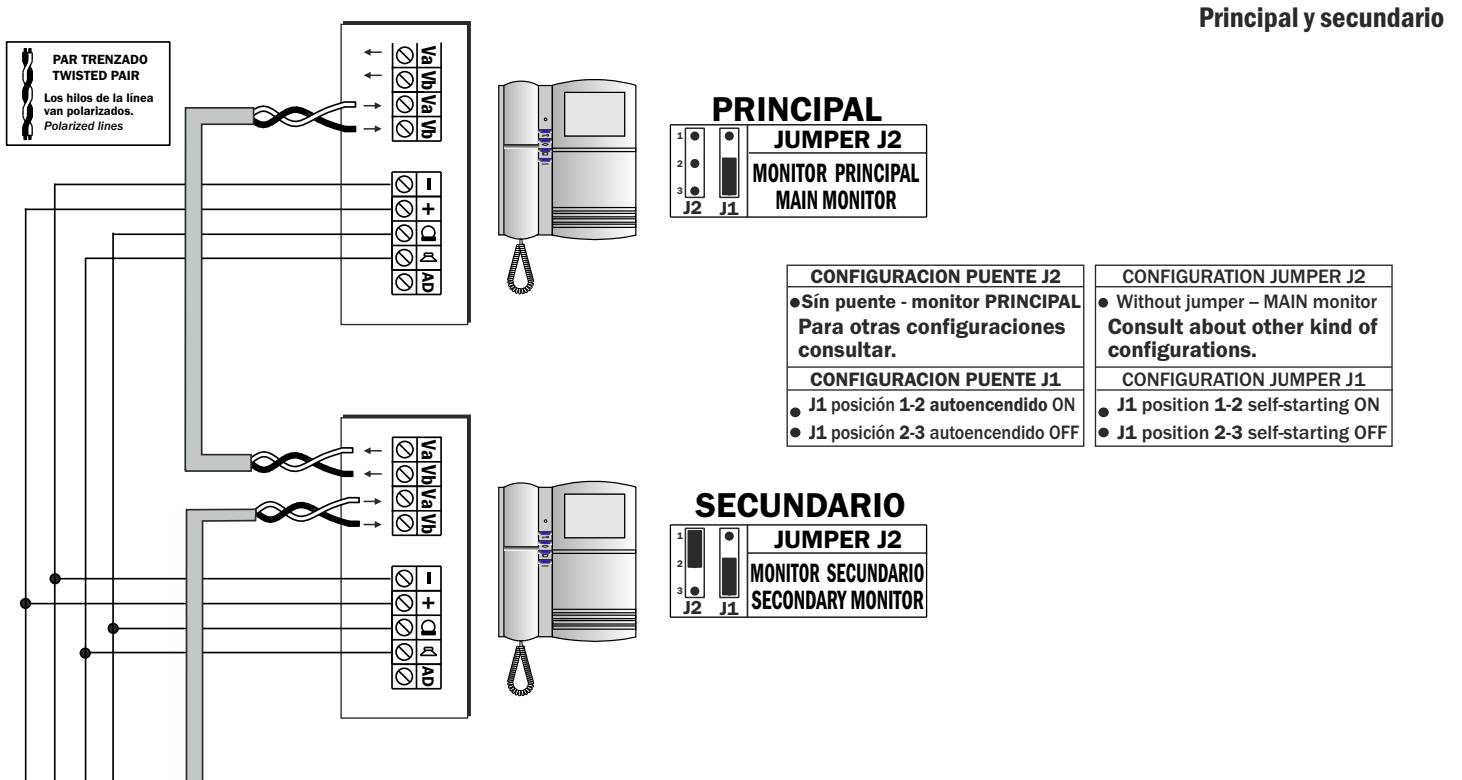 Principal y secundario
PAR TRENZADO
TWISTED PAIR
Los hilos de la línea
van polarizados.
Polarized lines
Va
Vb
Va
Vb
-
+
AD
PRINCIPAL
1
2
3
J2 J1
JUMPER J2
MONITOR PRINCIPAL
MAIN MONITOR
CONFIGURACION PUENTE J2
●Sín puente - monitor PRINCIPAL
Para otras configuraciones
consultar.
CONFIGURACION PUENTE J1
● J1 posición 1-2 autoencendido ON
● J1 posición 2-3 autoencendido OFF
CONFIGURATION JUMPER J2
● Without jumper – MAIN monitor
Consult about other kind of
configurations.
CONFIGURATION JUMPER J1
● J1 position 1-2 self-starting ON
● J1 position 2-3 self-starting OFF
Va
Vb
Va
Vb
-
+
AD
SECUNDARIO
1
2
3
J2 J1
JUMPER J2
MONITOR SECUNDARIO
SECONDARY MONITOR